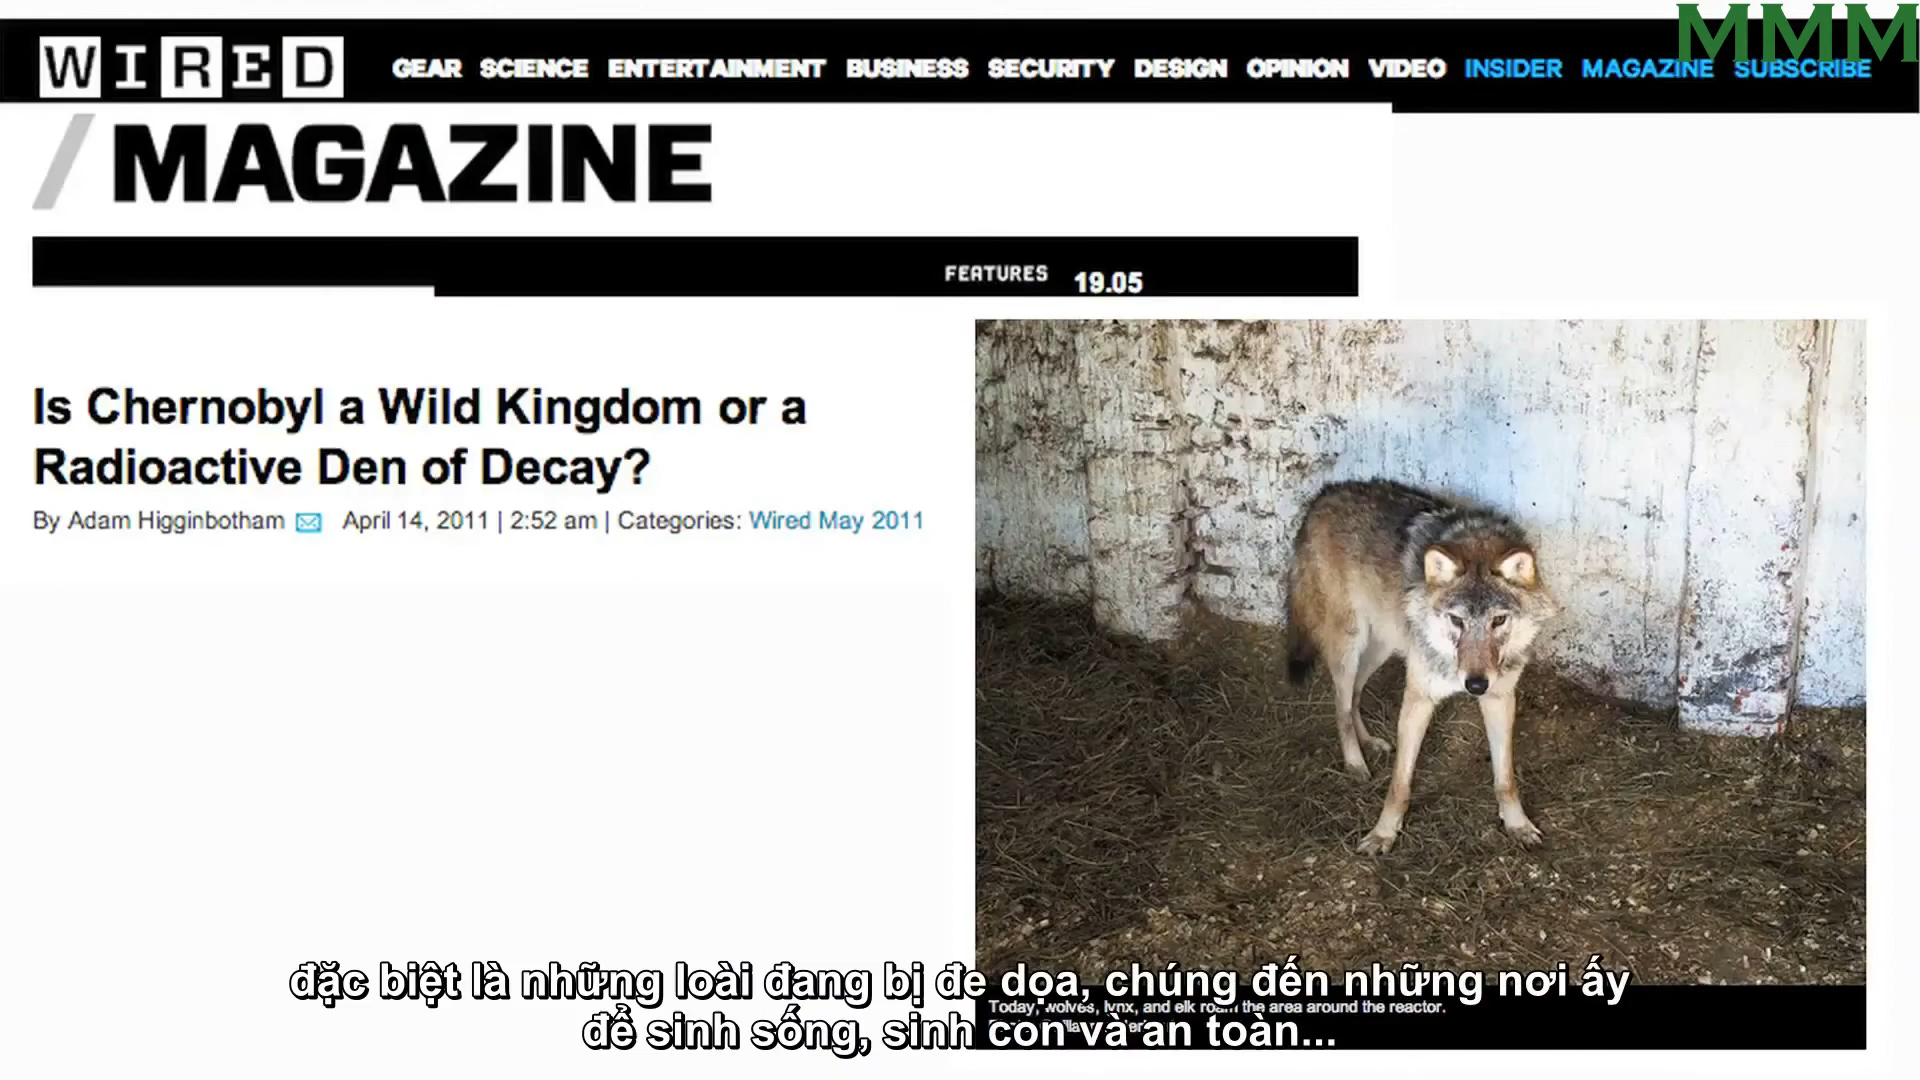 MMM
WIRED
GEAR SCIENCE ENTERTAINMENT BUSINESS SECURITY DESIGN OPINION VIDEO INSIDER MAGAZINE SUBSCRIBE
/ MAGAZINE
FEATURES 19.05
Is Chernobyl a Wild Kingdom or a
Radioactive Den of Decay?
By Adam Higginbotham April 14, 2011 | 2:52 am | Categories: Wired May 2011
Today, wolves, lynx, and elk roam the area around the reactor.
đặc biệt là những loài đang bị đe dọa, chúng đến những nơi ấy
để sinh sống, sinh con và an toàn...